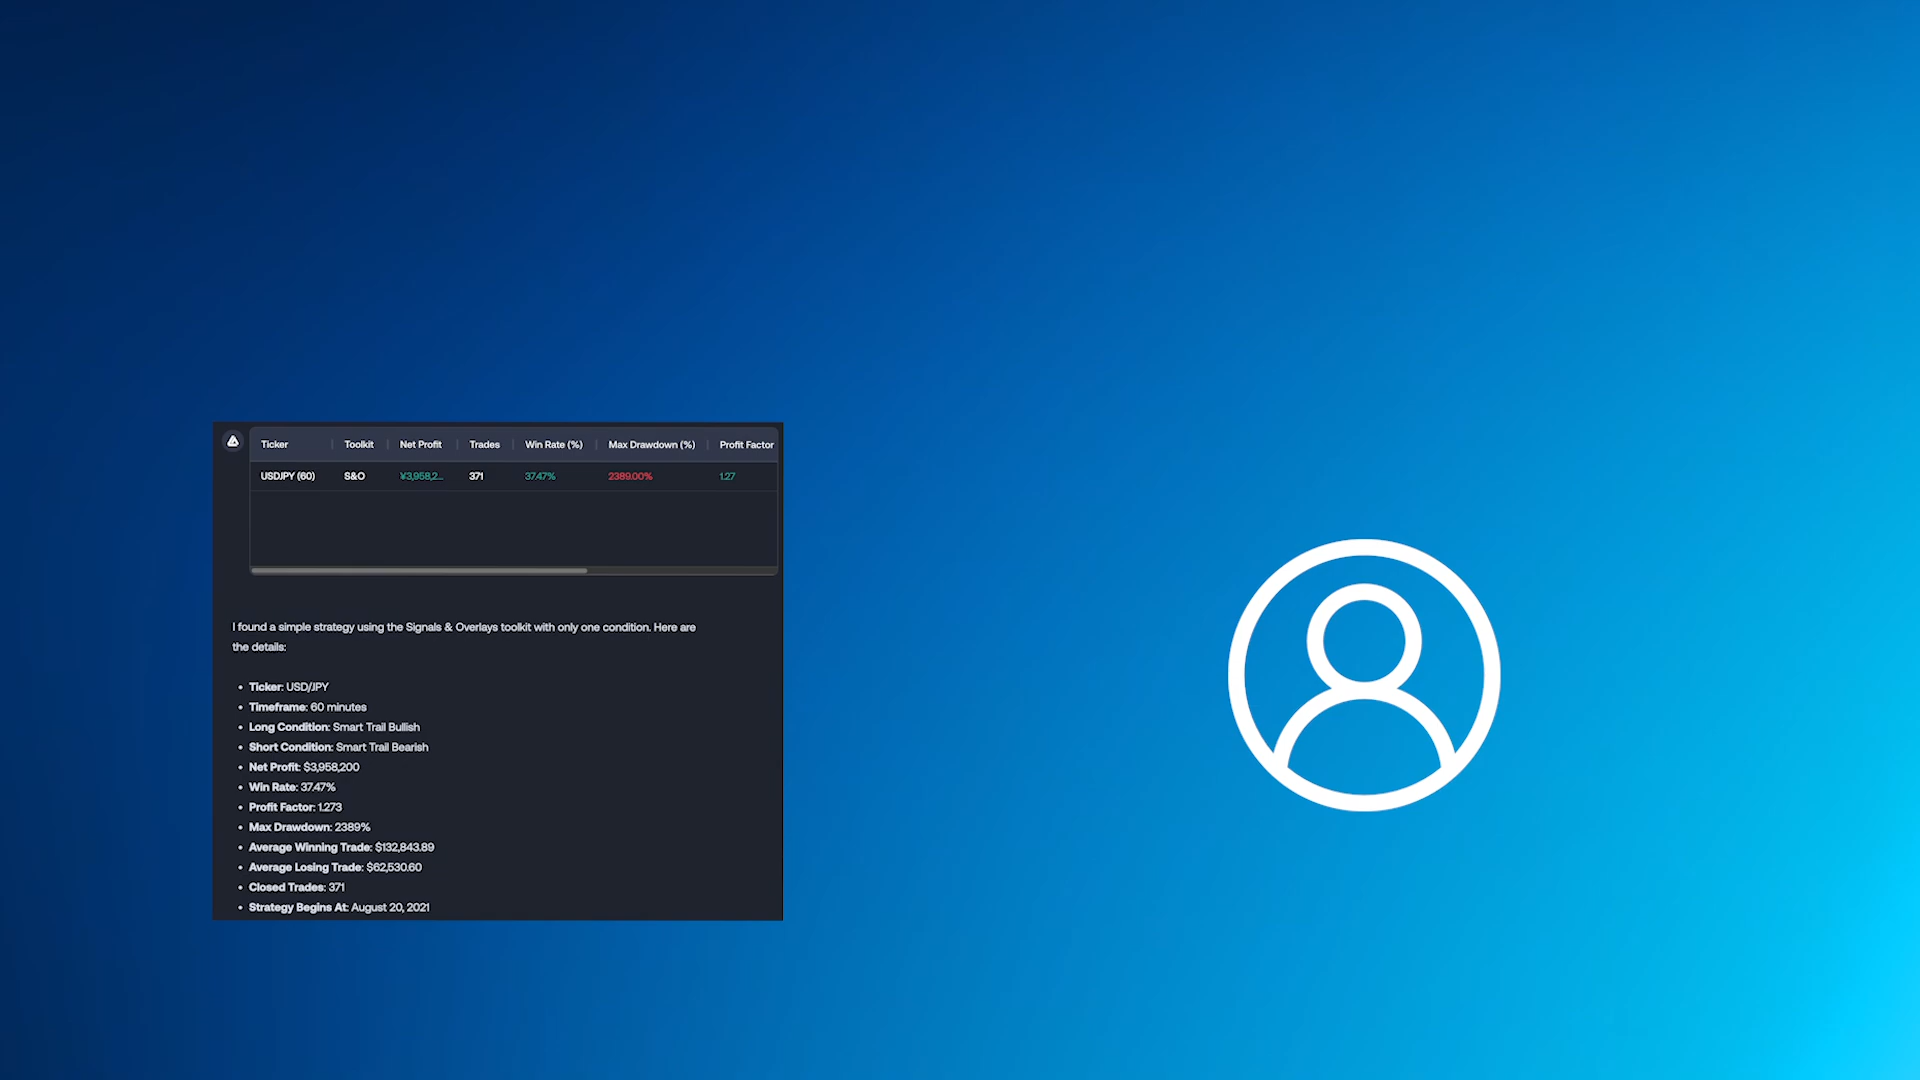 Ticker Toolkit Net Profit Trades Win Rate (%) Max Drawdown (%) Profit Factor
USDJPY (60) S&O ¥3,958,2... 371 37.47% 2389.00% 1.27
I found a simple strategy using the Signals & Overlays toolkit with only one condition. Here are
the details:
• Ticker: USD/JPY
• Timeframe: 60 minutes
• Long Condition: Smart Trail Bullish
• Short Condition: Smart Trail Bearish
• Net Profit: $3,958,200
• Win Rate: 37.47%
• Profit Factor: 1.273
• Max Drawdown: 2389%
• Average Winning Trade: $132,843.89
• Average Losing Trade: $62,530.60
• Closed Trades: 371
• Strategy Begins At: August 20, 2021